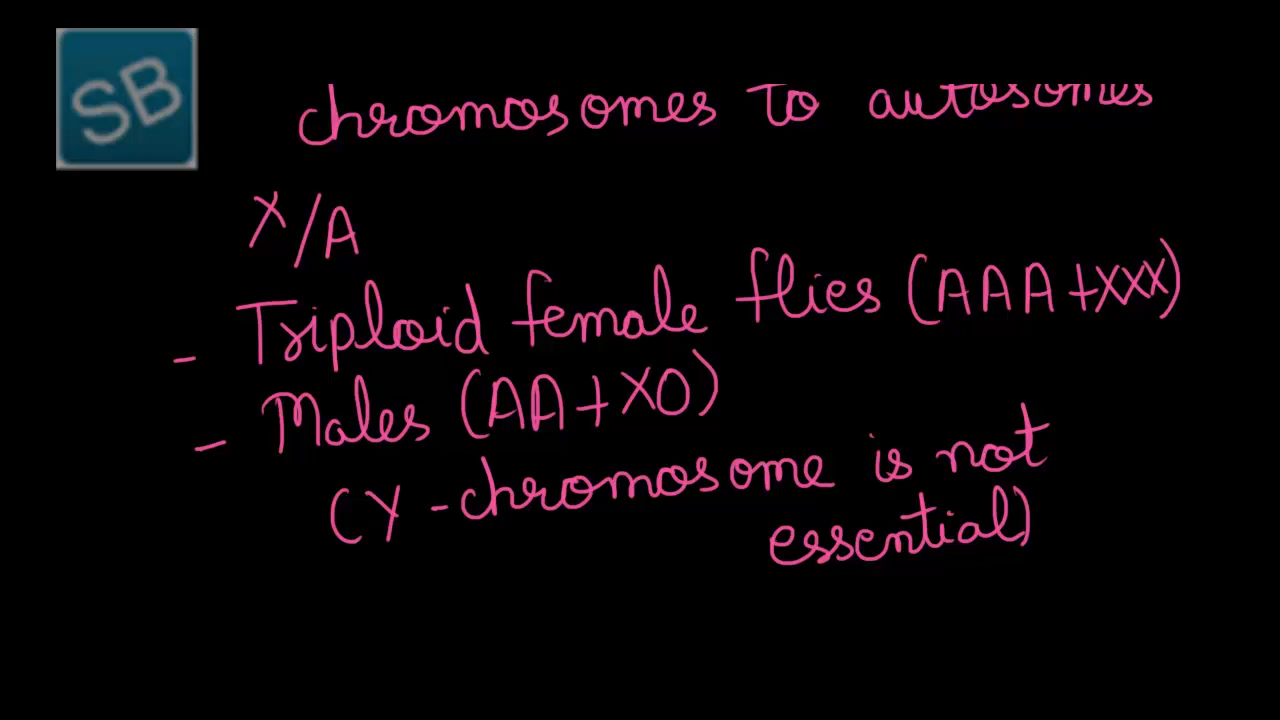 SB
chromosomes to autosomes
X/A
- Triploid female flies (AAA+XXX)
- Males (AA+XO)
(Y-chromosome is not
essential)